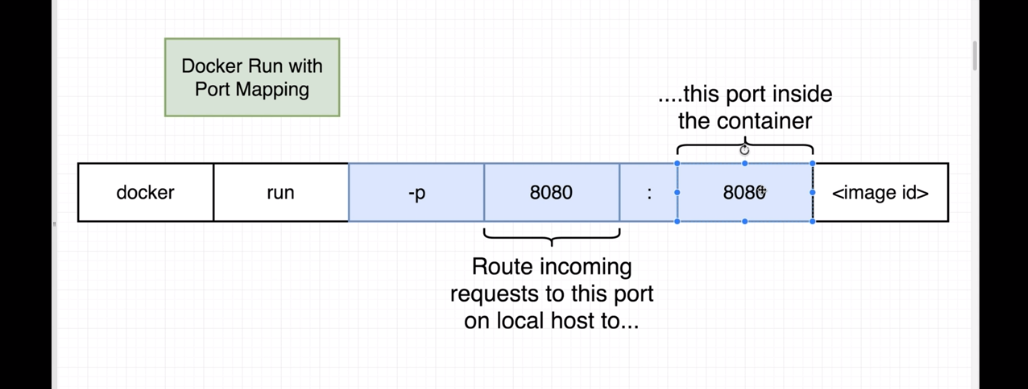 Docker Run with
Port Mapping
....this port inside
the container
docker run -p 8080 : 8080 <image id>
Route incoming
requests to this port
on local host to...